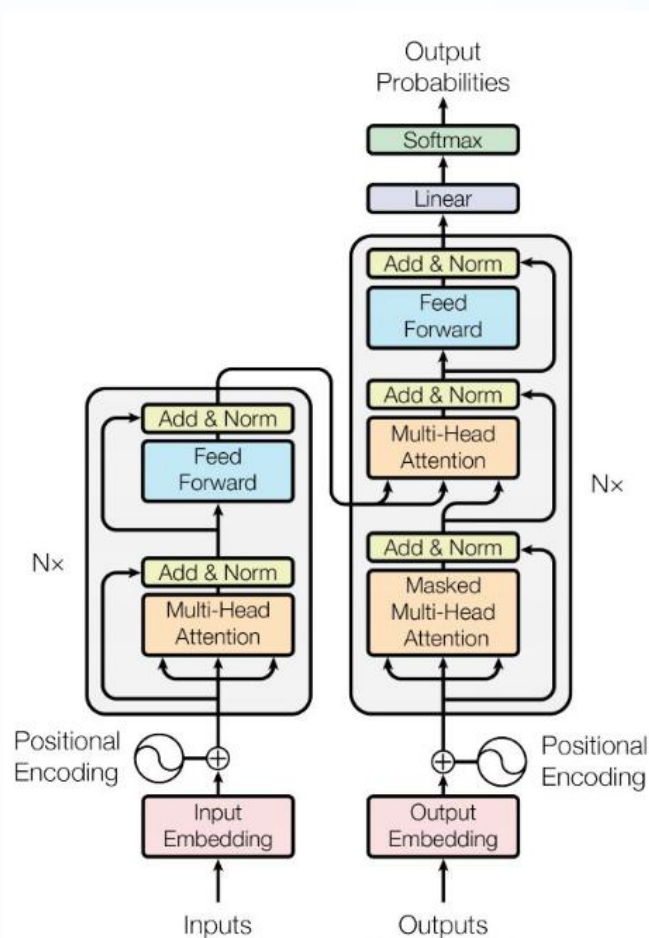 Output
Probabilities
Softmax
Linear
Add & Norm
Feed
Forward
Add & Norm
Multi-Head
Attention
Add & Norm
Masked
Multi-Head
Attention
Nx
Add & Norm
Feed
Forward
Add & Norm
Multi-Head
Attention
Nx
Positional
Encoding
Positional
Encoding
Input
Embedding
Output
Embedding
Inputs
Outputs